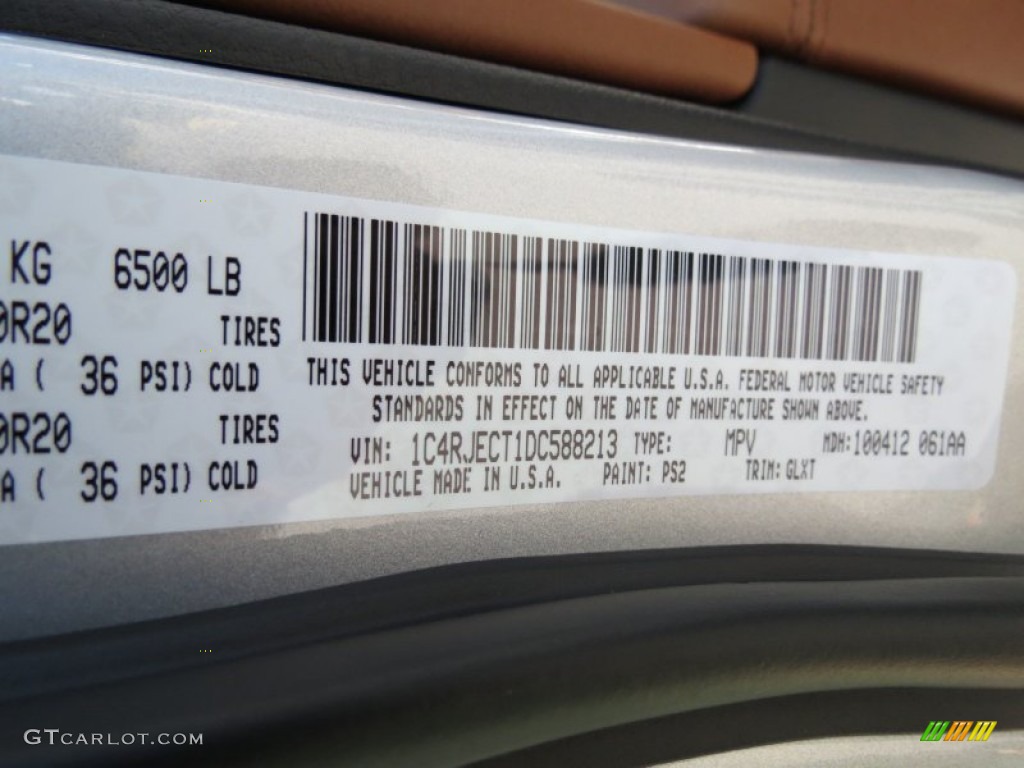 KG 6500 LB
0R20 TIRES
A ( 36 PSI) COLD
0R20 TIRES
A ( 36 PSI) COLD
THIS VEHICLE CONFORMS TO ALL APPLICABLE U.S.A. FEDERAL MOTOR VEHICLE SAFETY
STANDARDS IN EFFECT ON THE DATE OF MANUFACTURE SHOWN ABOVE.
VIN: 1C4RJECT1DC588213 TYPE: MPV MDH:100412 061AA
VEHICLE MADE IN U.S.A. PAINT: PS2 TRIM: GLXT
GTCARLOT.COM